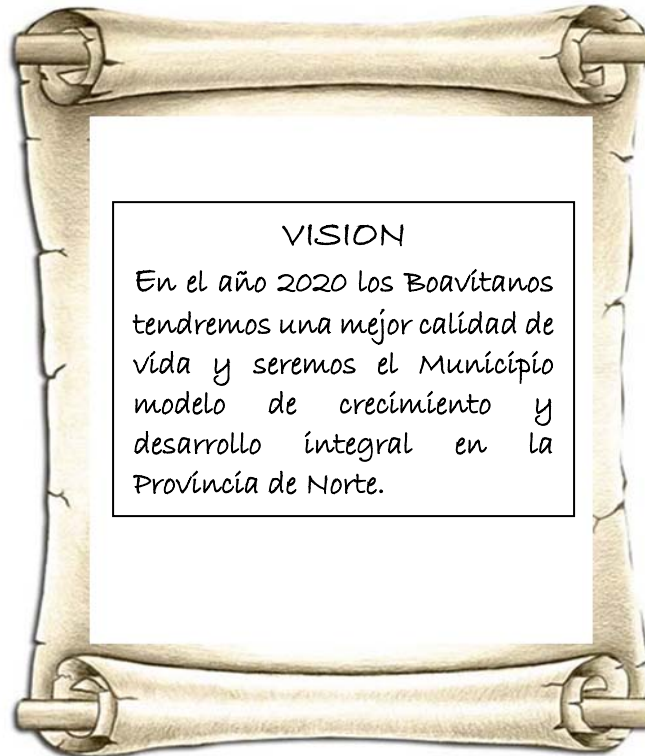 VISION
En el año 2020 los Boavitanos
tendremos una mejor calidad de
vida y seremos el Municipio
modelo de crecimiento y
desarrollo integral en la
Provincia de Norte.